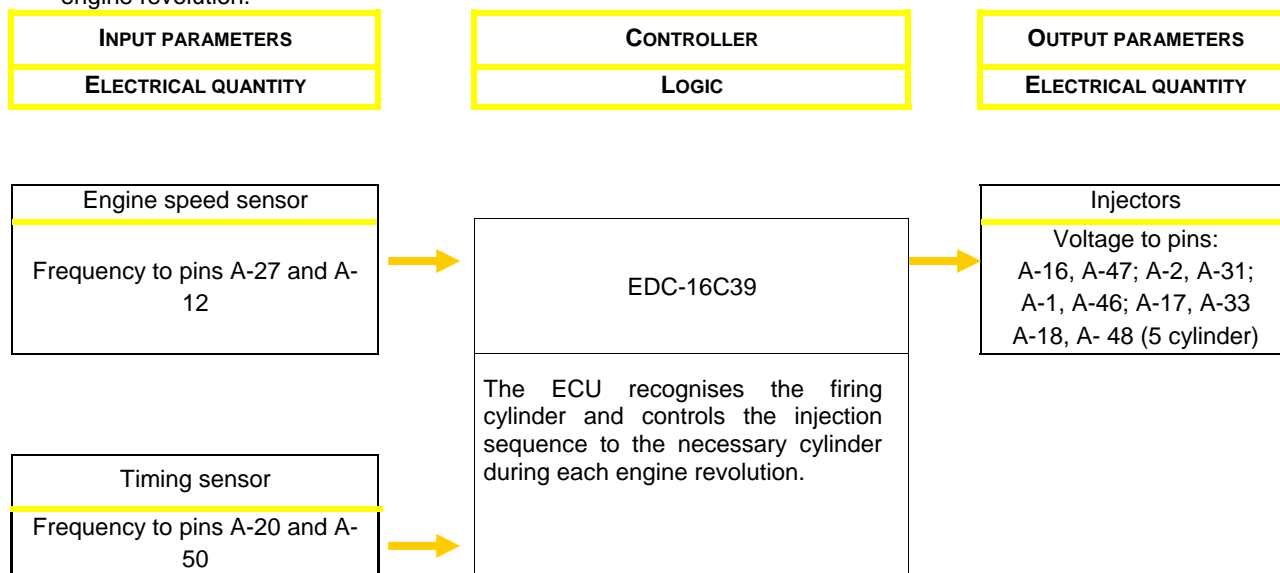 engine revolution.
INPUT PARAMETERS
CONTROLLER
OUTPUT PARAMETERS
ELECTRICAL QUANTITY
LOGIC
ELECTRICAL QUANTITY
Engine speed sensor
Frequency to pins A-27 and A-
12
EDC-16C39
Injectors
Voltage to pins:
A-16, A-47; A-2, A-31;
A-1, A-46; A-17, A-33
A-18, A- 48 (5 cylinder)
The ECU recognises the firing
cylinder and controls the injection
sequence to the necessary cylinder
during each engine revolution.
Timing sensor
Frequency to pins A-20 and A-
50